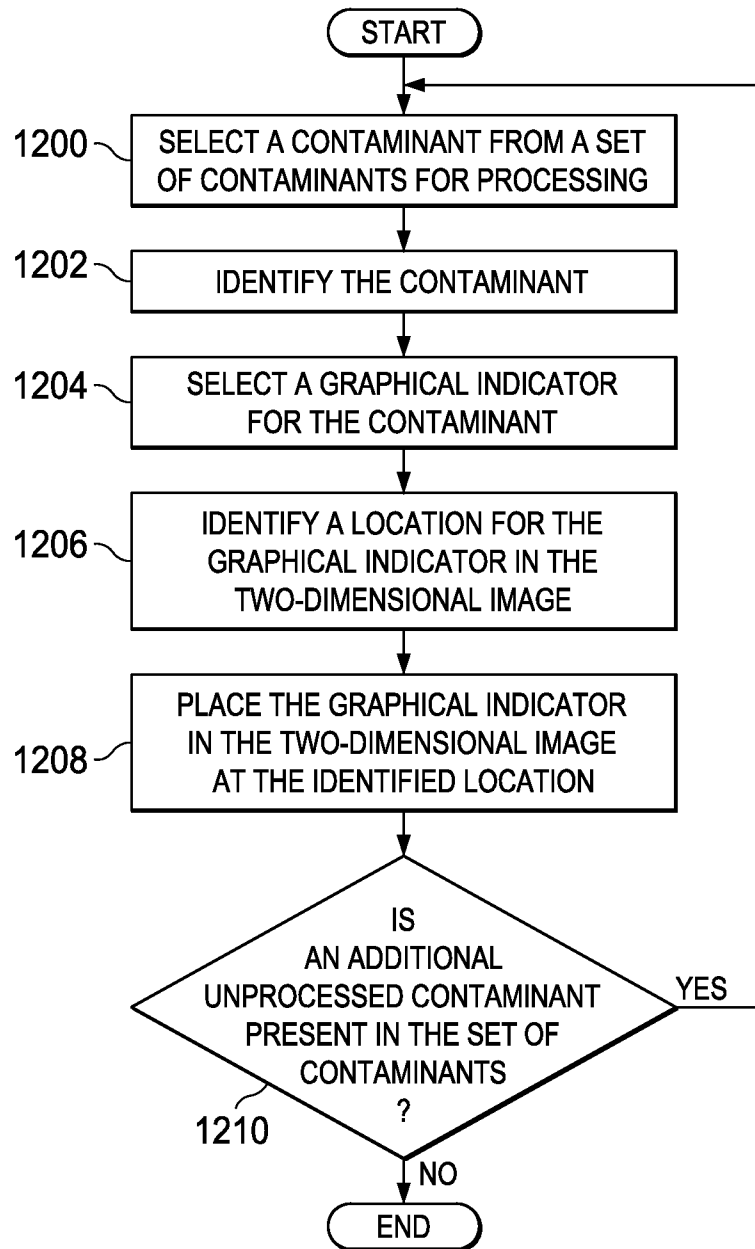 START
1200
SELECT A CONTAMINANT FROM A SET
OF CONTAMINANTS FOR PROCESSING
1202
IDENTIFY THE CONTAMINANT
1204
SELECT A GRAPHICAL INDICATOR
FOR THE CONTAMINANT
1206
IDENTIFY A LOCATION FOR THE
GRAPHICAL INDICATOR IN THE
TWO-DIMENSIONAL IMAGE
1208
PLACE THE GRAPHICAL INDICATOR
IN THE TWO-DIMENSIONAL IMAGE
AT THE IDENTIFIED LOCATION
IS
AN ADDITIONAL
UNPROCESSED CONTAMINANT
PRESENT IN THE SET OF
CONTAMINANTS
?
YES
1210
NO
END